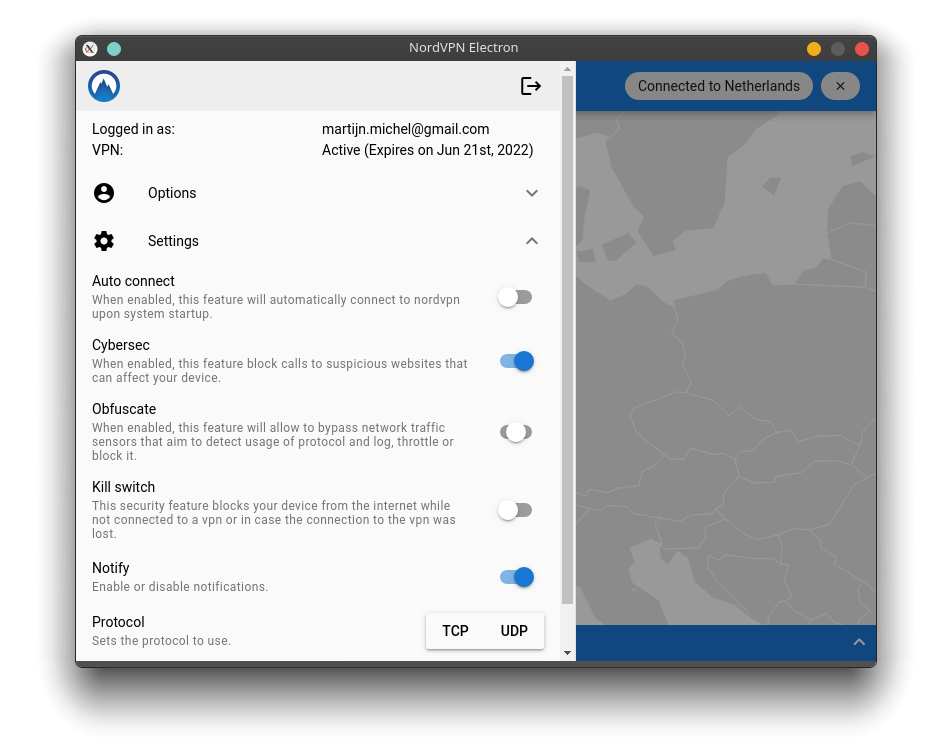 NordVPN Electron
Connected to Netherlands
Logged in as: martijn.michel@gmail.com
VPN: Active (Expires on Jun 21st, 2022)
Options
Settings
Auto connect
When enabled, this feature will automatically connect to nordvpn
upon system startup.
Cybersec
When enabled, this feature block calls to suspicious websites that
can affect your device.
Obfuscate
When enabled, this feature will allow to bypass network traffic
sensors that aim to detect usage of protocol and log, throttle or
block it.
Kill switch
This security feature blocks your device from the internet while
not connected to a vpn or in case the connection to the vpn was
lost.
Notify
Enable or disable notifications.
Protocol
Sets the protocol to use.
TCP UDP